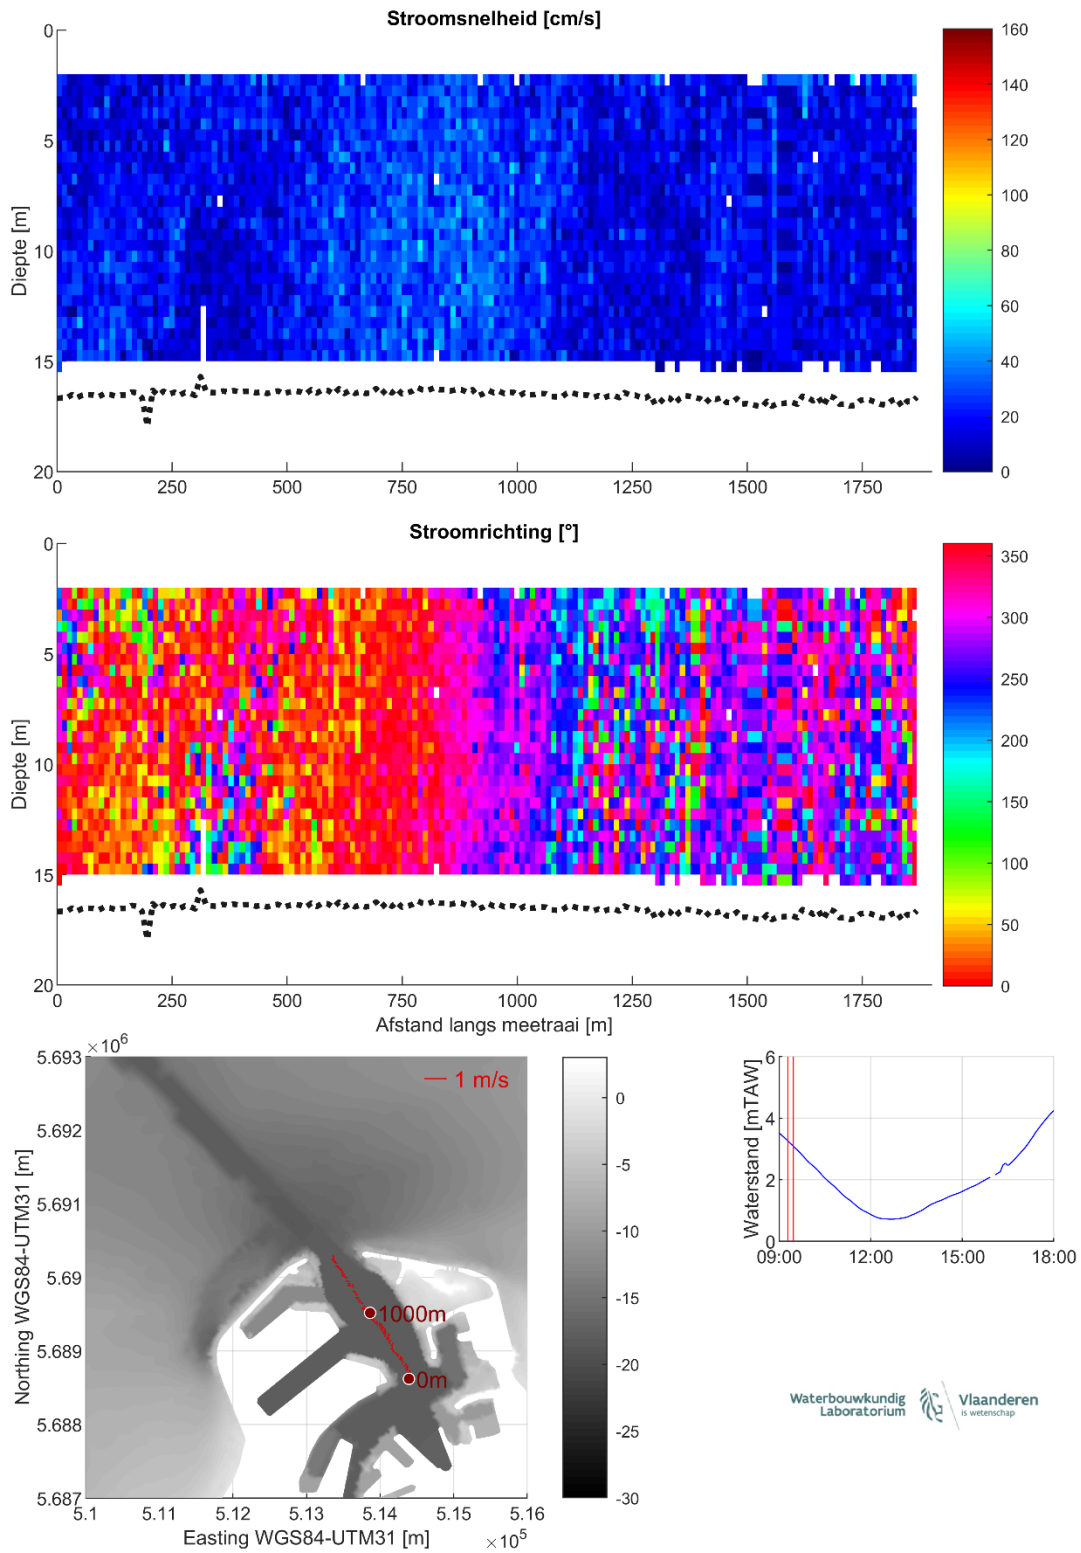 Stroomsnelheid [cm/s]
0
5
10
15
20
Diepte [m]
0 250 500 750 1000 1250 1500 1750
160
140
120
100
80
60
40
20
0
Stroomrichting [°]
0
5
10
15
20
Diepte [m]
0 250 500 750 1000 1250 1500 1750
Afstand langs meetraai [m]
350
300
250
200
150
100
50
0
×10⁶
5.693
5.692
5.691
5.69
5.689
5.688
5.687
Northing WGS84-UTM31 [m]
1 m/s
1000m
0m
5.1 5.11 5.12 5.13 5.14 5.15 5.16
Easting WGS84-UTM31 [m]
×10⁵
0
-5
-10
-15
-20
-25
-30
6
4
2
0
Waterstand [mTAW]
09:00 12:00 15:00 18:00
Waterbouwkundig
Laboratorium
Vlaanderen
is wetenschap